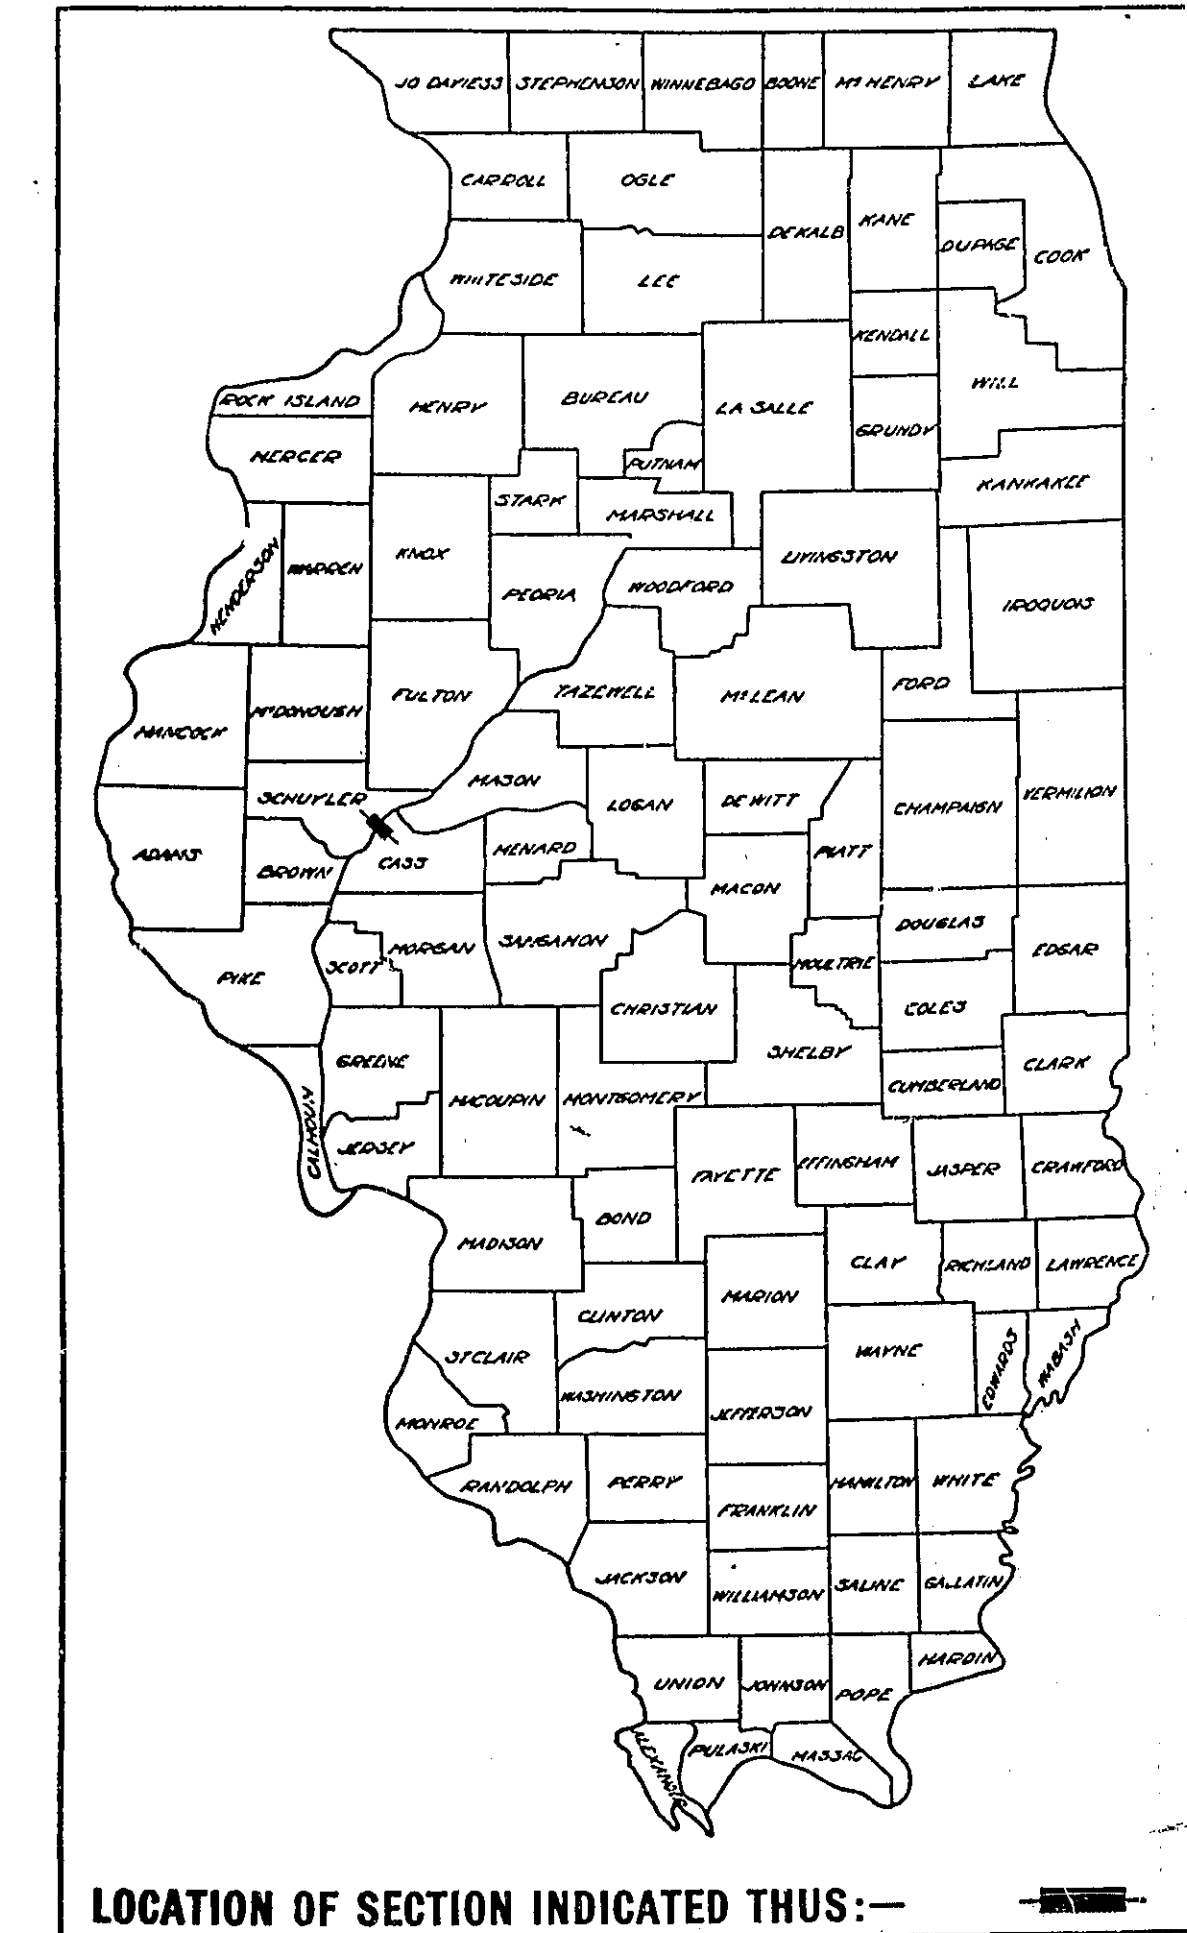 JO DAVIESS STEPHENSON WINNEBAGO BOONE McHENRY LAKE
CARROLL OGLE
DEKALB KANE DUPAGE COOK
WHITESIDE LEE
KENDALL
ROCK ISLAND HENRY BUREAU LA SALLE GRUNDY WILL
MERCER PUTNAM
STARK MARSHALL KANKAKEE
HENDERSON WARREN KNOX PEORIA WOODFORD LIVINGSTON IROQUOIS
HANCOCK McDONOUGH FULTON TAZEWELL McLEAN FORD
SCHUYLER MASON LOGAN DEWITT CHAMPAIGN VERMILION
ADAMS BROWN CASS MENARD MACON PIATT
PIKE SCOTT MORGAN SANGAMON MOULTRIE DOUGLAS EDGAR
CHRISTIAN COLES
GREENE SHELBY CLARK
CALHOUN JERSEY MACOUPIN MONTGOMERY CUMBERLAND
FAYETTE EFFINGHAM JASPER CRAWFORD
MADISON BOND CLAY RICHLAND LAWRENCE
CLINTON MARION
ST CLAIR WAYNE EDWARDS WABASH
MONROE WASHINGTON JEFFERSON
RANDOLPH PERRY FRANKLIN HAMILTON WHITE
JACKSON WILLIAMSON SALINE GALLATIN
UNION JOHNSON POPE HARDIN
ALEXANDER PULASKI MASSAC
LOCATION OF SECTION INDICATED THUS:—